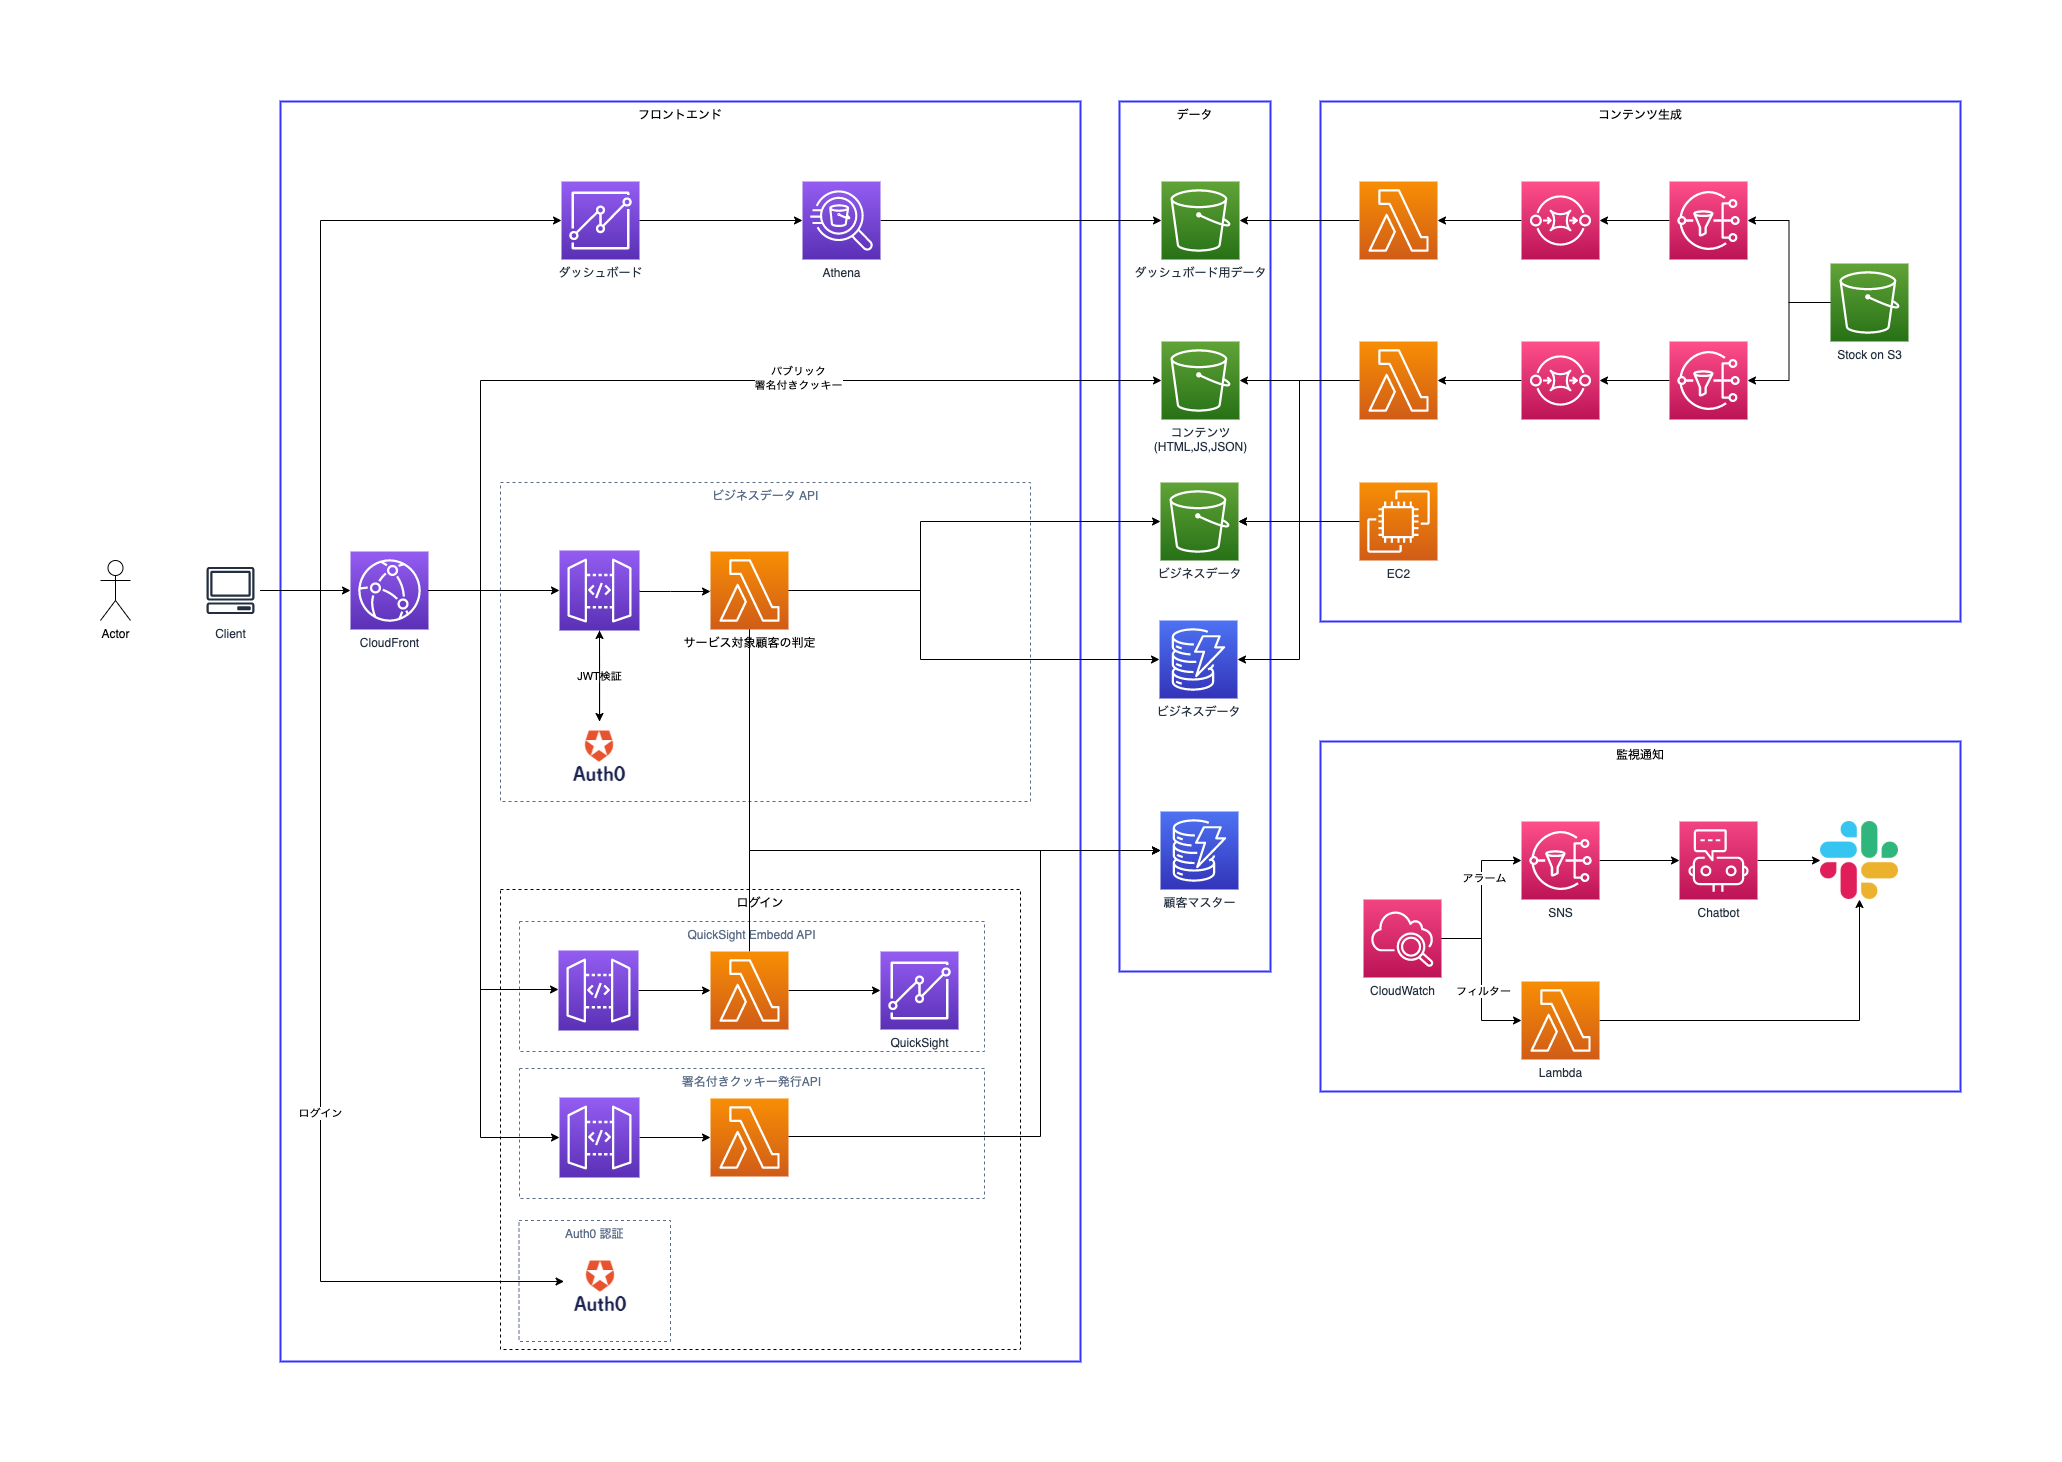 フロントエンド
データ
コンテンツ生成
ダッシュボード
Athena
ダッシュボード用データ
Stock on S3
パブリック
署名付きクッキー
コンテンツ
(HTML,JS,JSON)
ビジネスデータ API
ビジネスデータ
EC2
Actor
Client
CloudFront
サービス対象顧客の判定
JWT検証
Auth0
ビジネスデータ
監視通知
アラーム
SNS
Chatbot
CloudWatch
フィルター
Lambda
顧客マスター
ログイン
QuickSight Embedd API
QuickSight
署名付きクッキー発行API
ログイン
Auth0 認証
Auth0